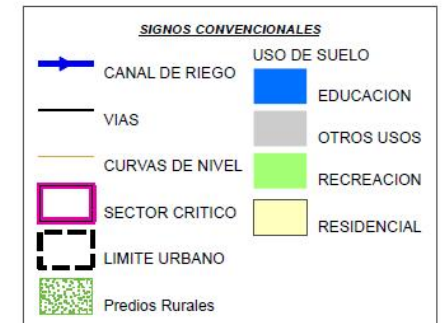 SIGNOS CONVENCIONALES
CANAL DE RIEGO
VIAS
CURVAS DE NIVEL
SECTOR CRITICO
LIMITE URBANO
Predios Rurales
USO DE SUELO
EDUCACION
OTROS USOS
RECREACION
RESIDENCIAL